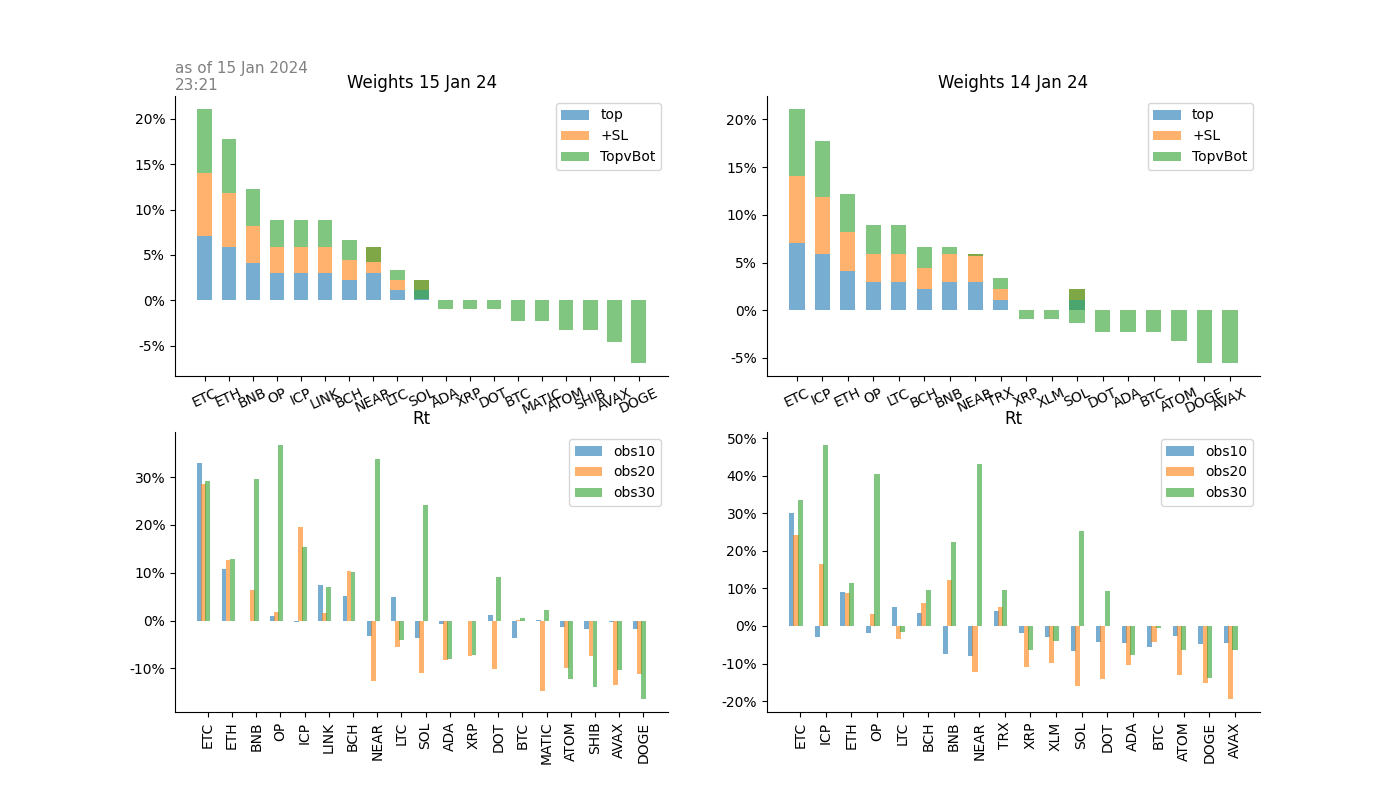 as of 15 Jan 2024
23:21
Weights 15 Jan 24
20%
15%
10%
5%
0%
-5%
top
+SL
TopvBot
ETC ETH BNB OP ICP LINK BCH NEAR LTC SOL ADA XRP DOT BTC MATIC ATOM SHIB AVAX DOGE
Weights 14 Jan 24
20%
15%
10%
5%
0%
-5%
top
+SL
TopvBot
ETC ICP ETH OP LTC BCH BNB NEAR TRX XRP XLM SOL DOT ADA BTC ATOM DOGE AVAX
Rt
30%
20%
10%
0%
-10%
obs10
obs20
obs30
ETC ETH BNB OP ICP LINK BCH NEAR LTC SOL ADA XRP DOT BTC MATIC ATOM SHIB AVAX DOGE
Rt
50%
40%
30%
20%
10%
0%
-10%
-20%
obs10
obs20
obs30
ETC ICP ETH OP LTC BCH BNB NEAR TRX XRP XLM SOL DOT ADA BTC ATOM DOGE AVAX